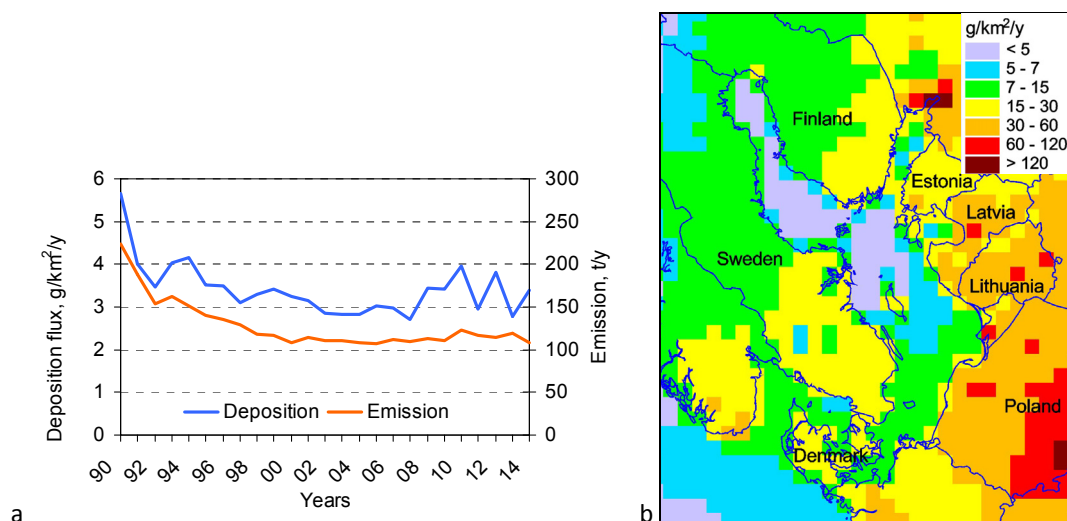 6
5
4
3
2
1
0
Deposition flux, g/km²/y
300
250
200
150
100
50
0
Emission, t/y
Deposition
Emission
90
92
94
96
98
00
02
04
06
08
10
12
14
Years
a
g/km²/y
< 5
5 - 7
7 - 15
15 - 30
30 - 60
60 - 120
> 120
Finland
Estonia
Latvia
Sweden
Lithuania
Poland
Denmark
b